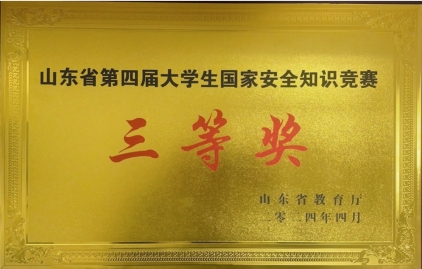 山东省第四届大学生国家安全知识竞赛
三等奖
山东省教育厅
二零二四年四月